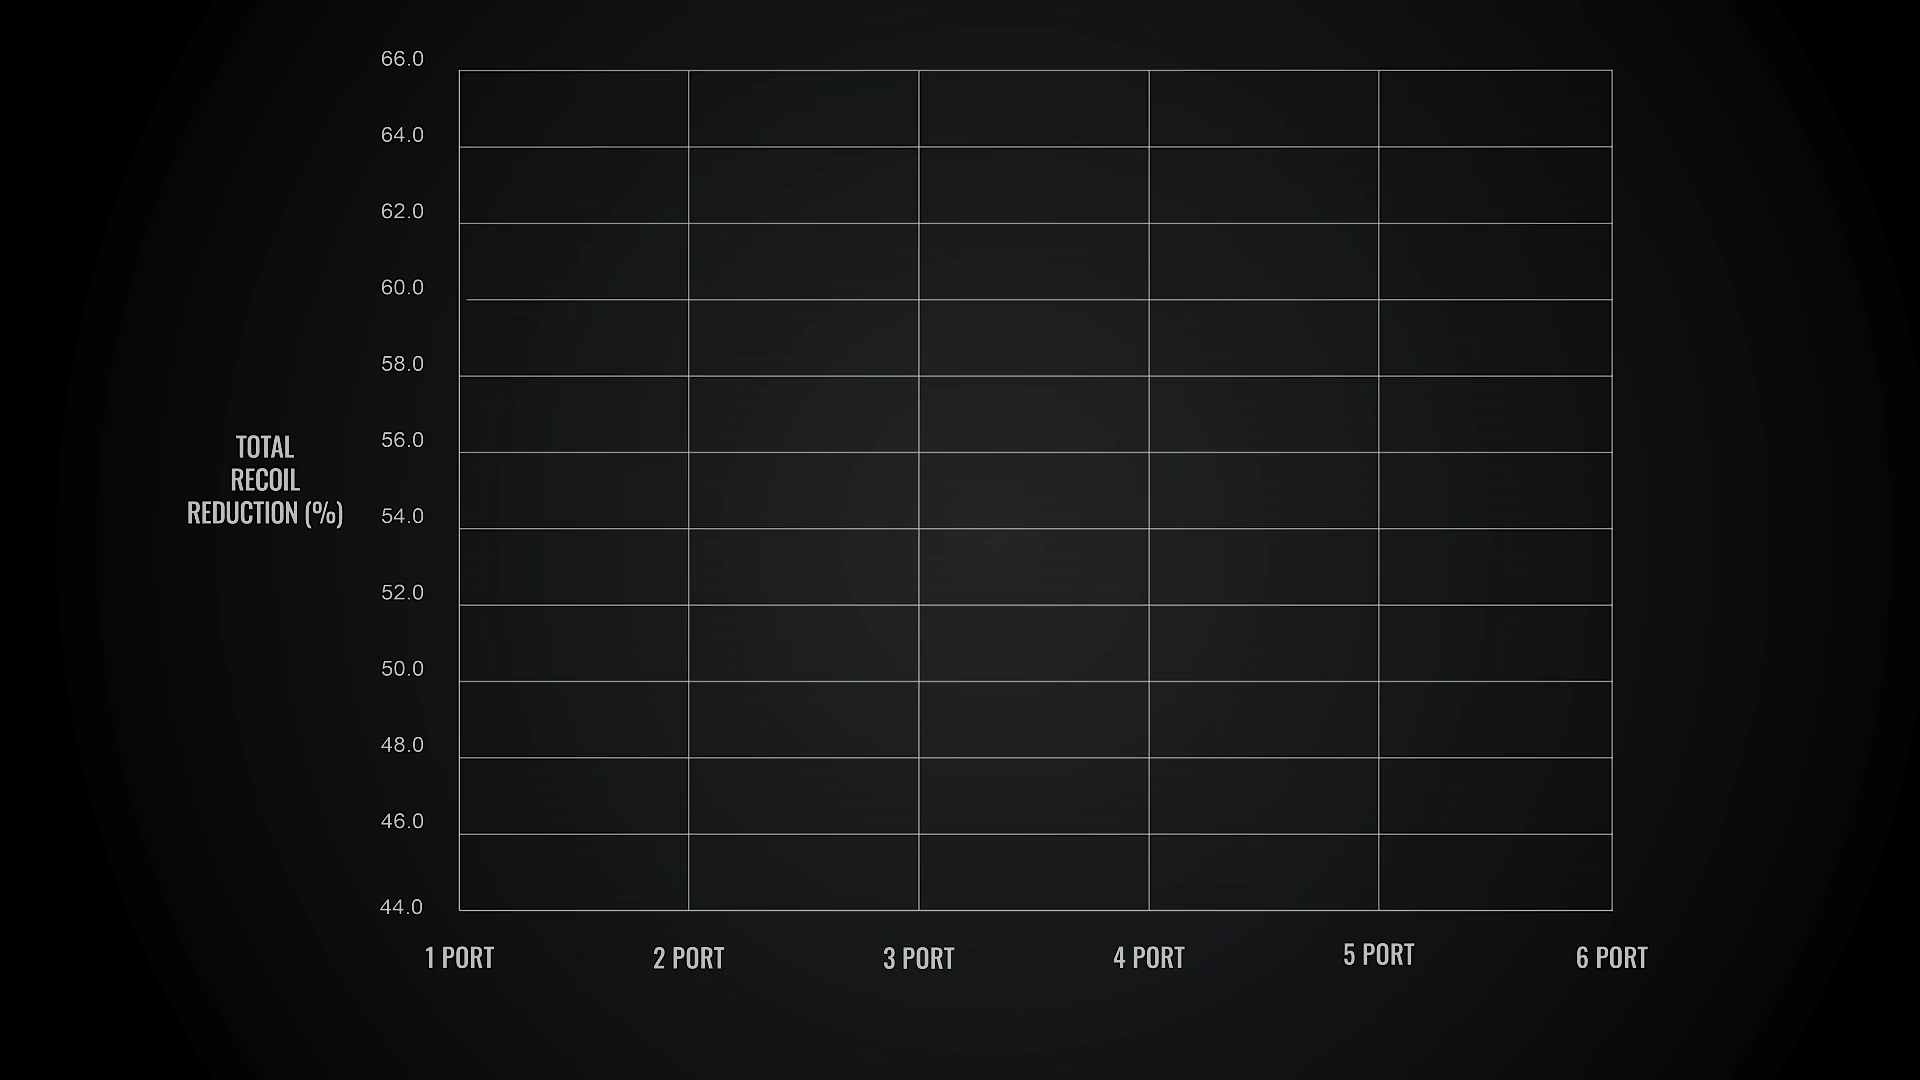 66.0
64.0
62.0
60.0
58.0
56.0
54.0
52.0
50.0
48.0
46.0
44.0
TOTAL
RECOIL
REDUCTION (%)
1 PORT
2 PORT
3 PORT
4 PORT
5 PORT
6 PORT